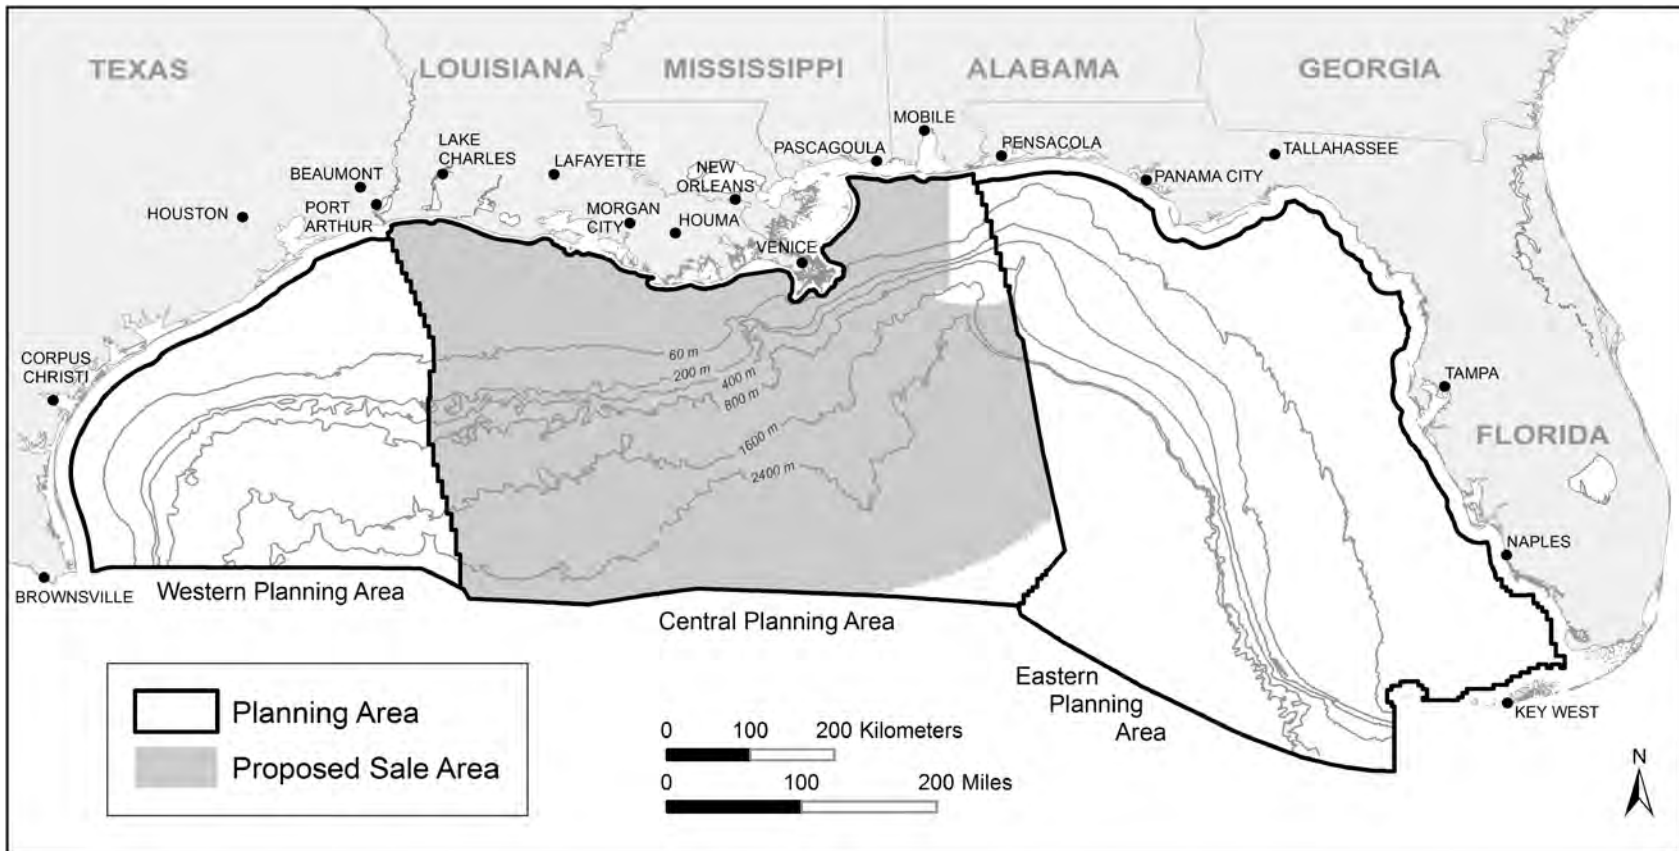 TEXAS
LOUISIANA
MISSISSIPPI
ALABAMA
GEORGIA
MOBILE
PENSACOLA
TALLAHASSEE
PASCAGOULA
LAKE
CHARLES
LAFAYETTE
NEW
ORLEANS
PANAMA CITY
BEAUMONT
HOUSTON
PORT
ARTHUR
MORGAN
CITY
HOUMA
VENICE
CORPUS
CHRISTI
60 m
200 m
400 m
800 m
1600 m
2400 m
TAMPA
FLORIDA
NAPLES
BROWNSVILLE
Western Planning Area
Central Planning Area
Eastern
Planning
Area
KEY WEST
Planning Area
Proposed Sale Area
0 100 200 Kilometers
0 100 200 Miles
N